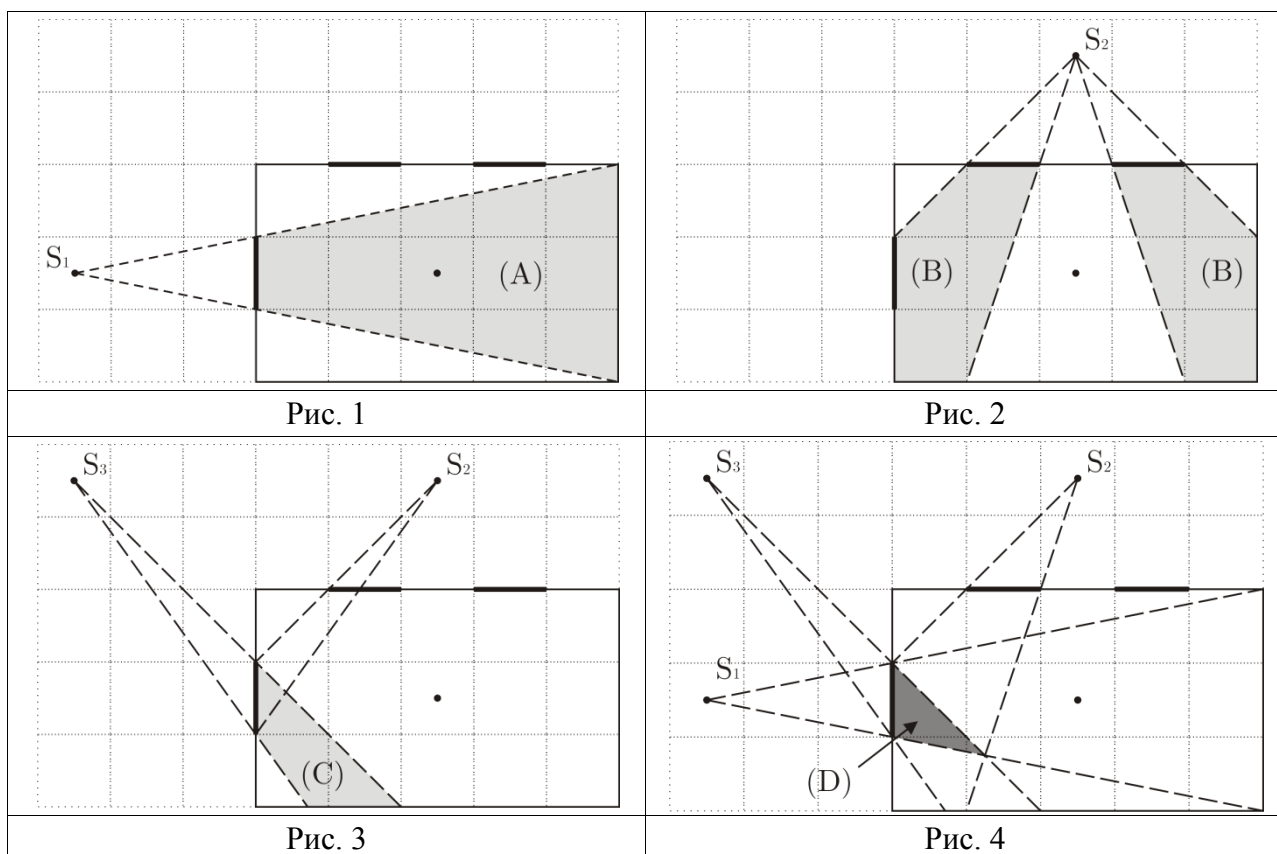 S₁
(A)
Рис. 1
S₂
(B)
(B)
Рис. 2
S₃
S₂
(C)
Рис. 3
S₃
S₂
S₁
(D)
Рис. 4